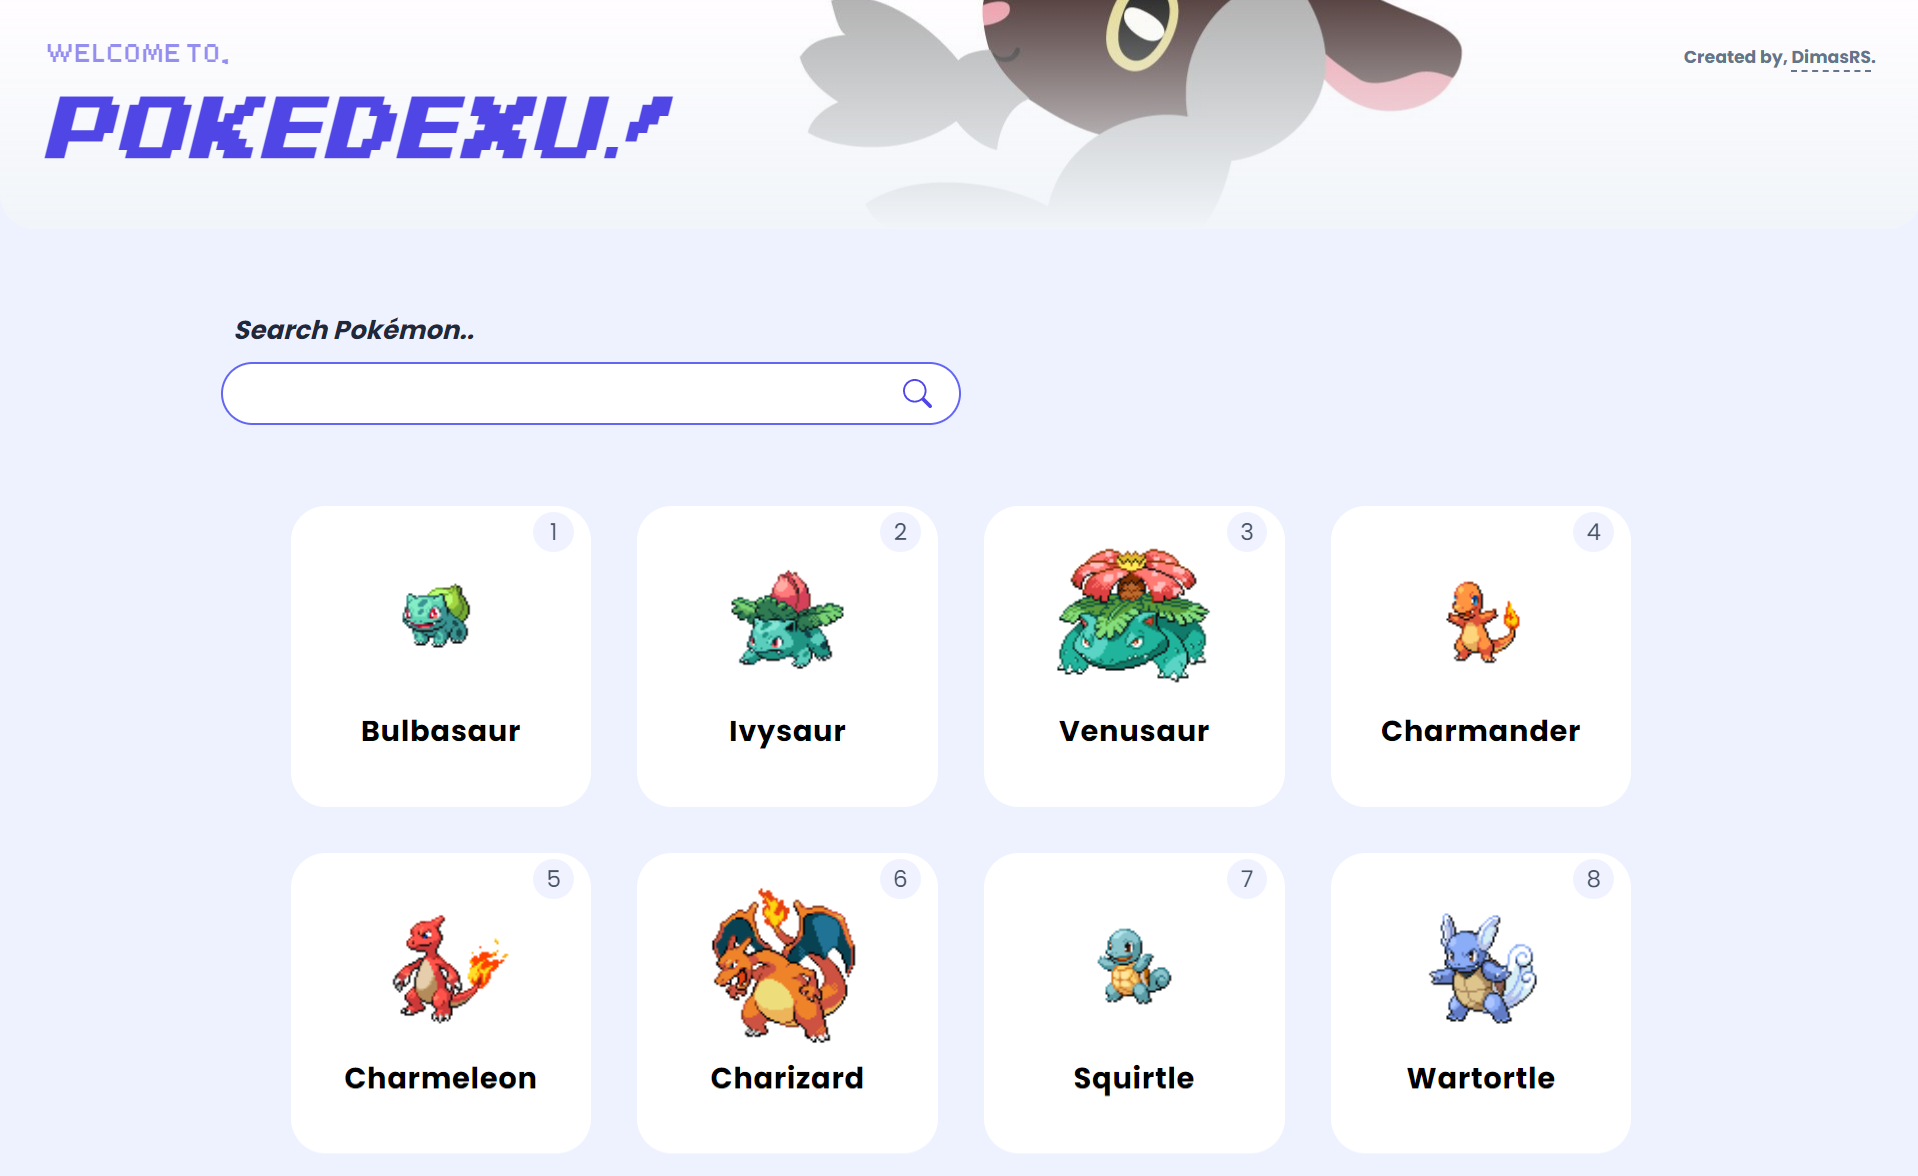 WELCOME TO.
POKEDEXU!
Created by, DimasRS.
Search Pokémon..
1
Bulbasaur
2
Ivysaur
3
Venusaur
4
Charmander
5
Charmeleon
6
Charizard
7
Squirtle
8
Wartortle